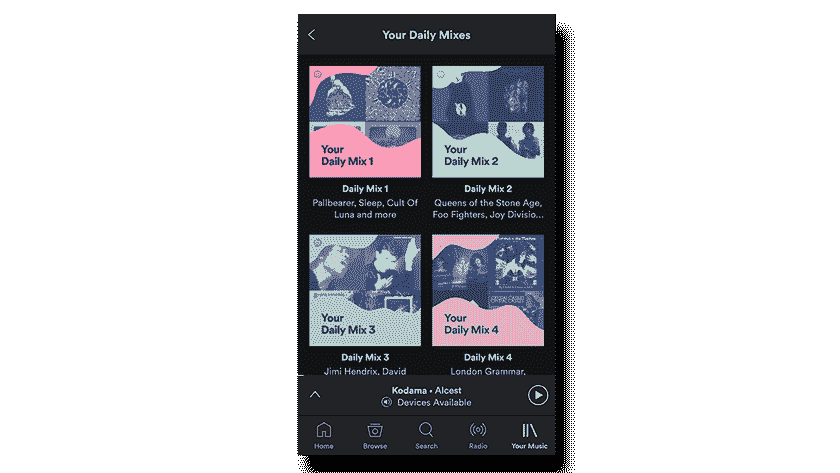 Your Daily Mixes
Your
Daily Mix 1
Your
Daily Mix 2
Daily Mix 1
Pallbearer, Sleep, Cult Of
Luna and more
Daily Mix 2
Queens of the Stone Age,
Foo Fighters, Joy Divisio...
Your
Daily Mix 3
Your
Daily Mix 4
Daily Mix 3
Jimi Hendrix, David
Daily Mix 4
London Grammar,
Kodama • Alcest
Devices Available
Home
Browse
Search
Radio
Your Music